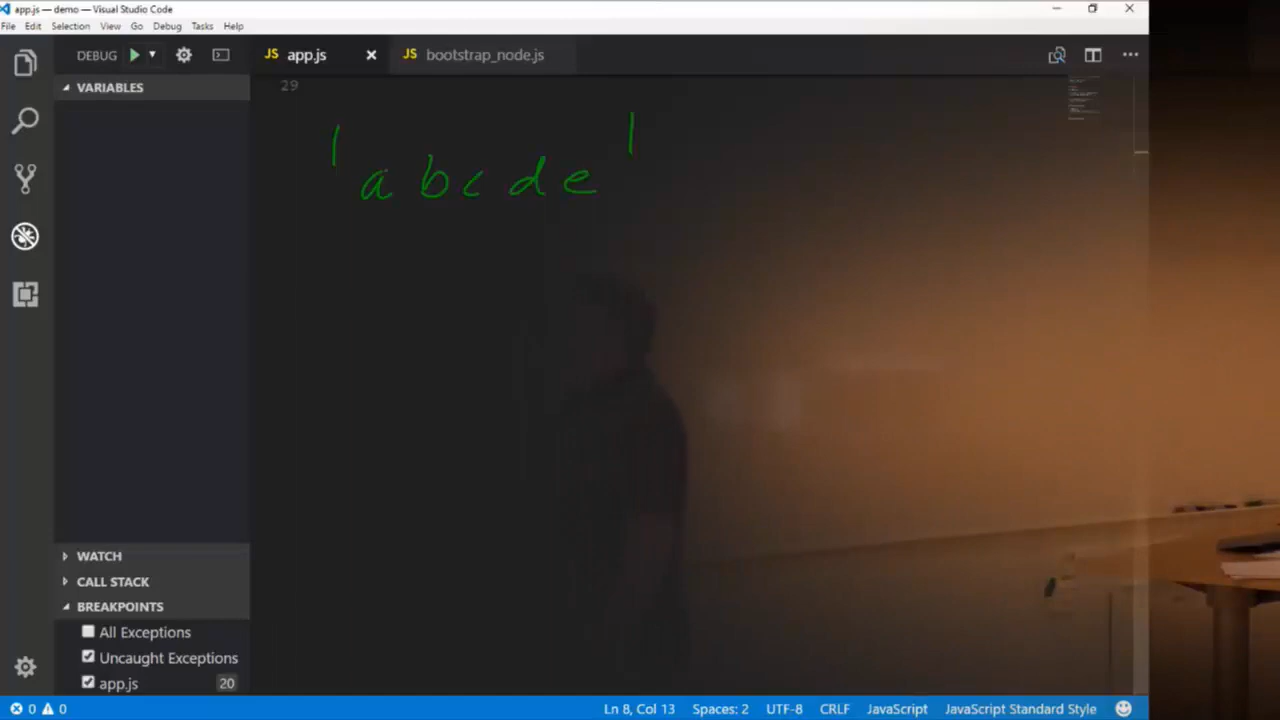 app.js — demo — Visual Studio Code
File Edit Selection View Go Debug Tasks Help
DEBUG
JS app.js
JS bootstrap_node.js
VARIABLES
29
'abcde'
WATCH
CALL STACK
BREAKPOINTS
All Exceptions
Uncaught Exceptions
app.js 20
0 0 Ln 8, Col 13 Spaces: 2 UTF-8 CRLF JavaScript JavaScript Standard Style